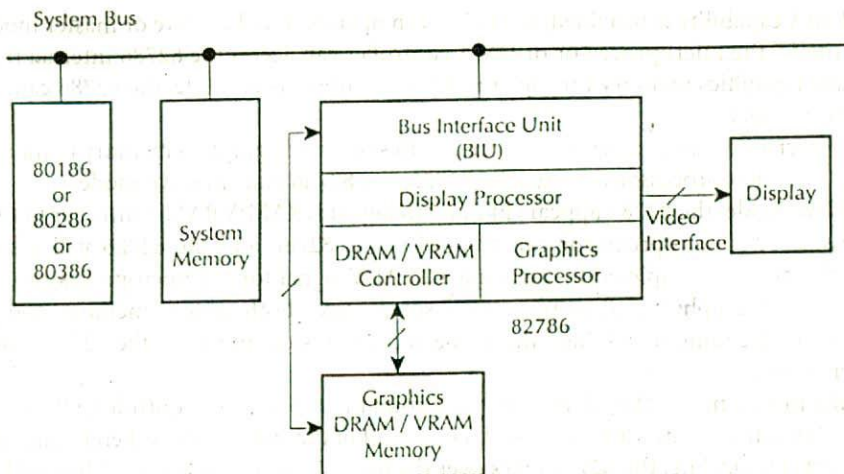 System Bus
80186
or
80286
or
80386
System
Memory
Bus Interface Unit
(BIU)
Display Processor
DRAM / VRAM
Controller
Graphics
Processor
82786
Video
Interface
Display
Graphics
DRAM / VRAM
Memory